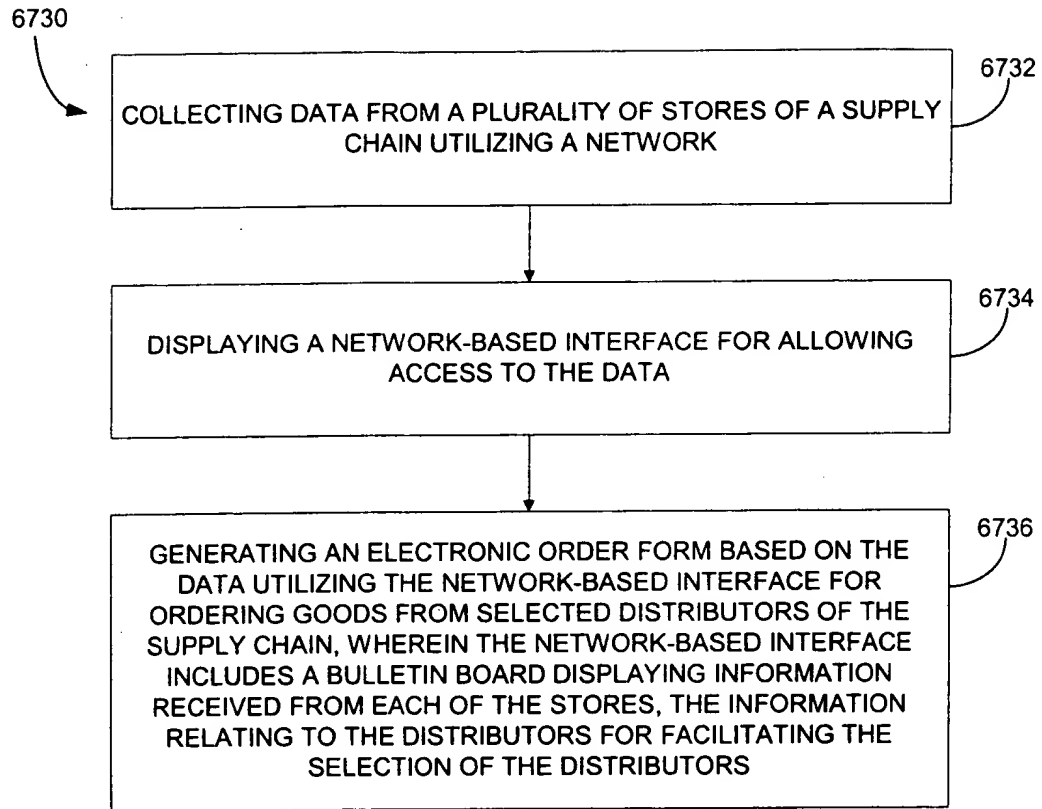 6730
6732
COLLECTING DATA FROM A PLURALITY OF STORES OF A SUPPLY
CHAIN UTILIZING A NETWORK
6734
DISPLAYING A NETWORK-BASED INTERFACE FOR ALLOWING
ACCESS TO THE DATA
6736
GENERATING AN ELECTRONIC ORDER FORM BASED ON THE
DATA UTILIZING THE NETWORK-BASED INTERFACE FOR
ORDERING GOODS FROM SELECTED DISTRIBUTORS OF THE
SUPPLY CHAIN, WHEREIN THE NETWORK-BASED INTERFACE
INCLUDES A BULLETIN BOARD DISPLAYING INFORMATION
RECEIVED FROM EACH OF THE STORES, THE INFORMATION
RELATING TO THE DISTRIBUTORS FOR FACILITATING THE
SELECTION OF THE DISTRIBUTORS